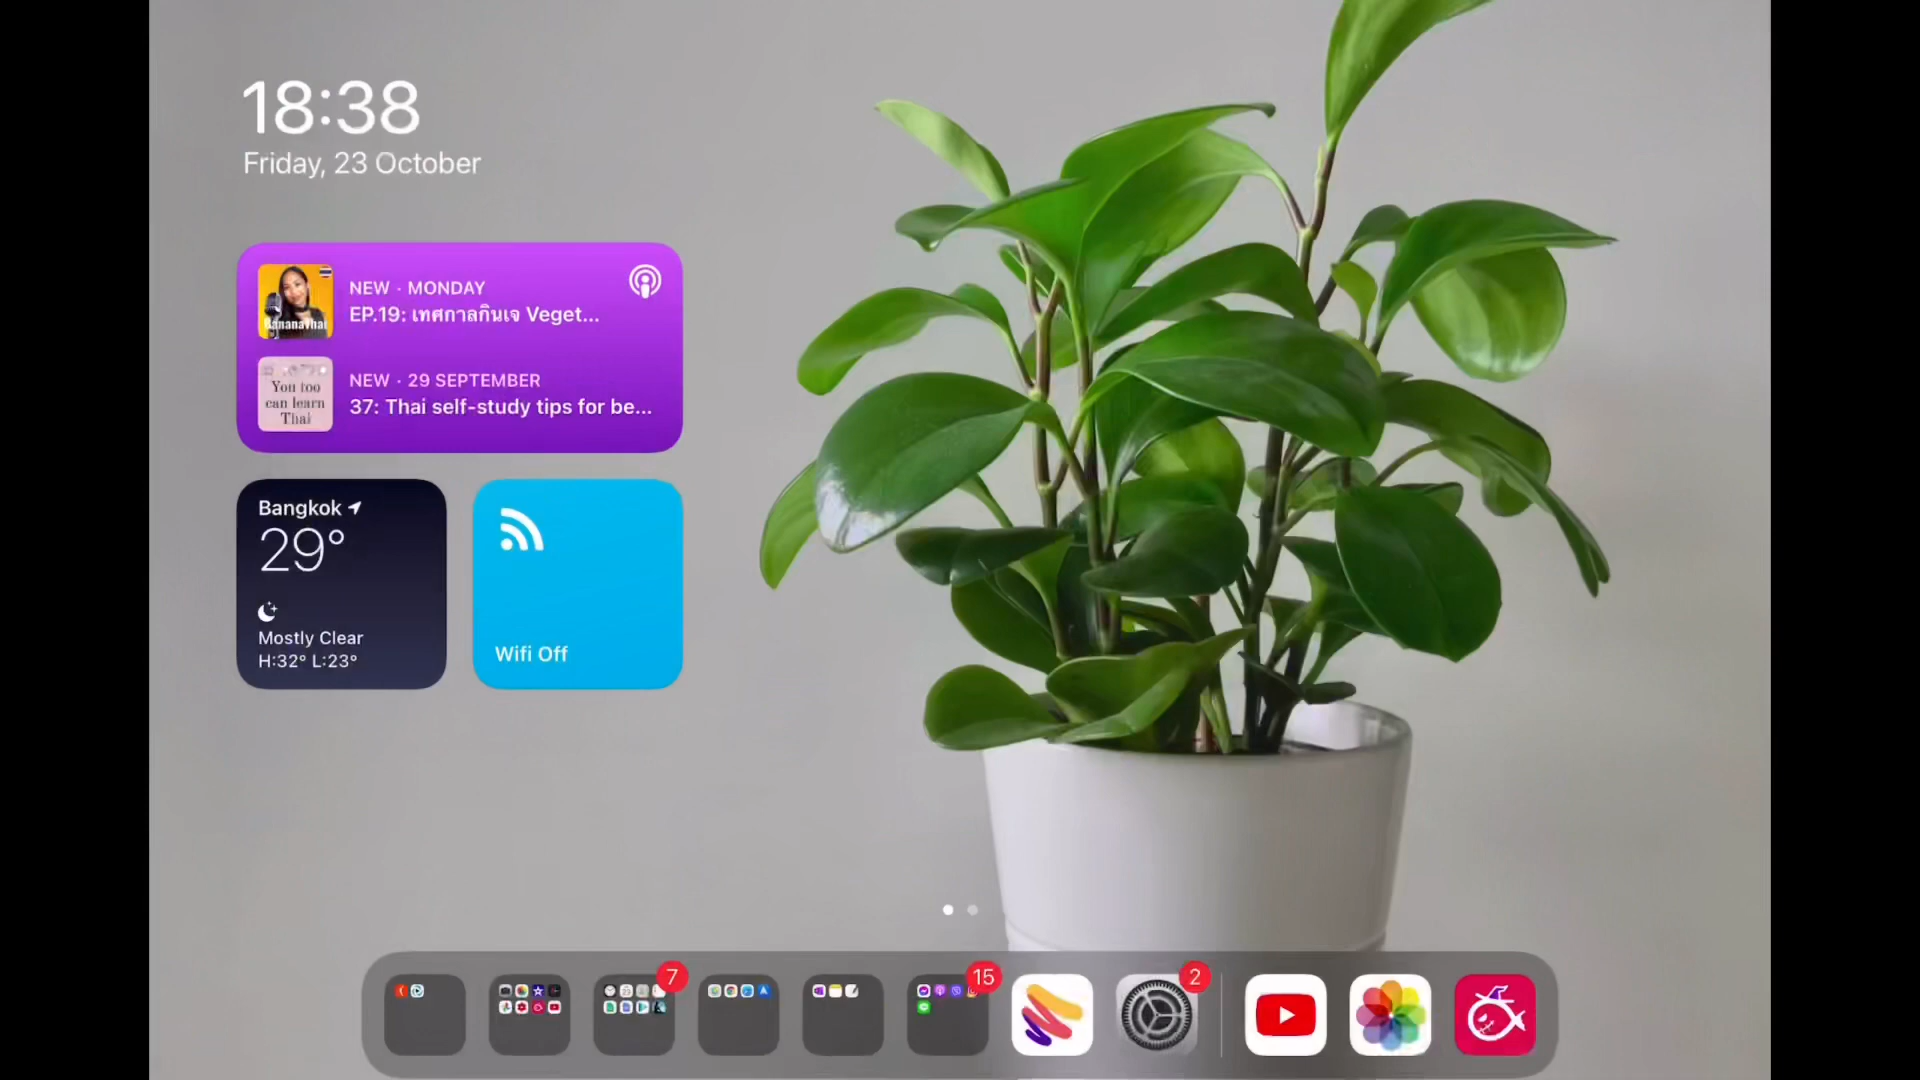 18:38
Friday, 23 October
NEW · MONDAY
EP.19: เทศกาลกินเจ Veget...
BananaThai
NEW · 29 SEPTEMBER
37: Thai self-study tips for be...
You too
can learn
Thai
Bangkok
29°
Mostly Clear
H:32° L:23°
Wifi Off
7
15
2